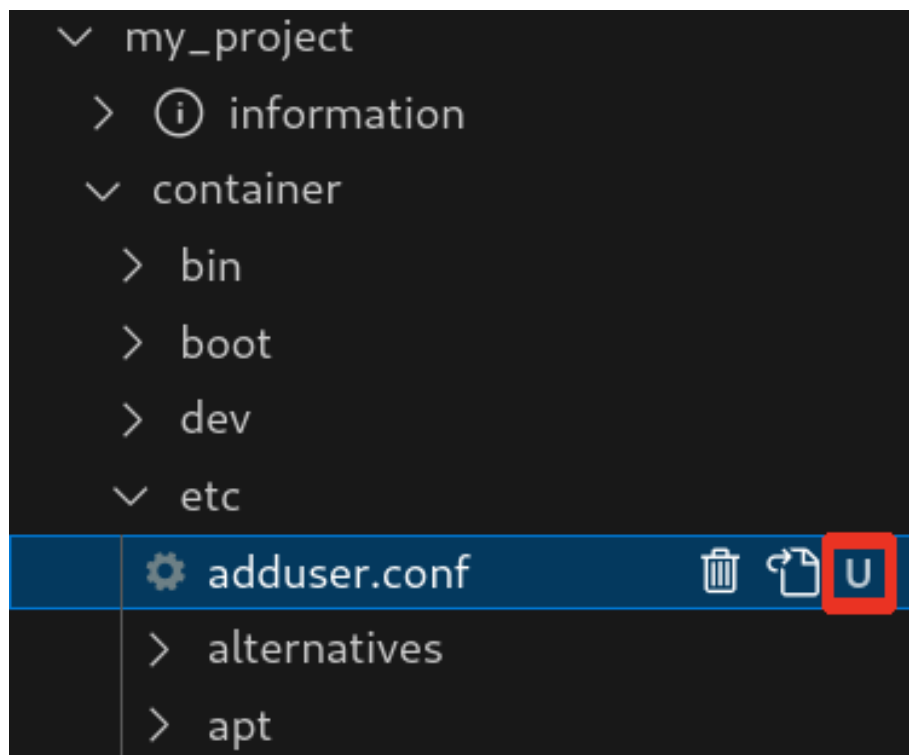 my_project
information
container
bin
boot
dev
etc
adduser.conf U
alternatives
apt